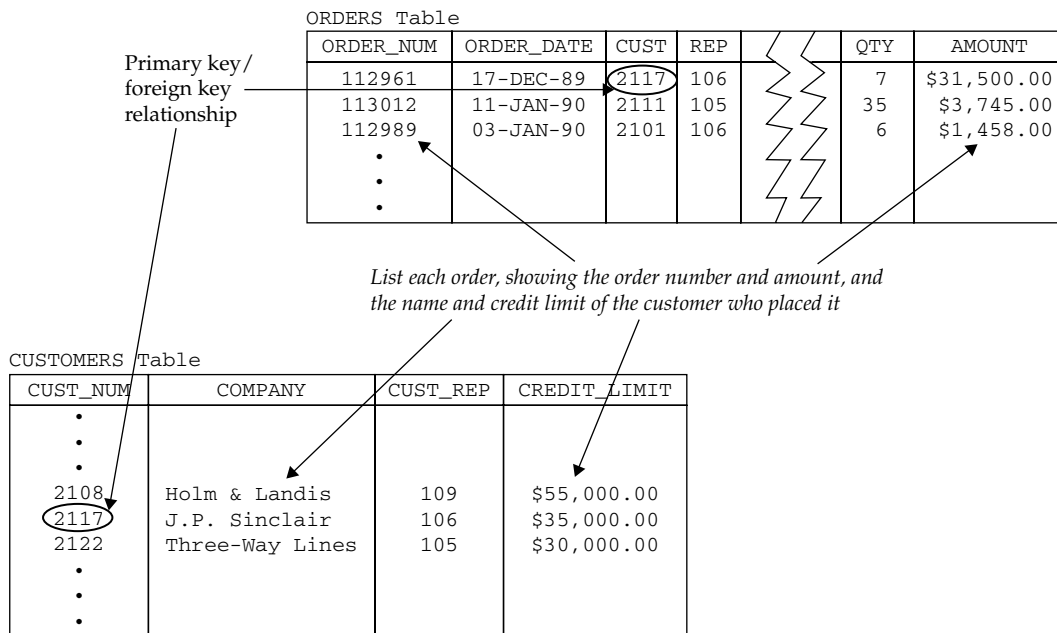 ORDERS Table
ORDER_NUM ORDER_DATE CUST REP QTY AMOUNT
112961 17-DEC-89 2117 106 7 $31,500.00
113012 11-JAN-90 2111 105 35 $3,745.00
112989 03-JAN-90 2101 106 6 $1,458.00
Primary key/
foreign key
relationship
List each order, showing the order number and amount, and
the name and credit limit of the customer who placed it
CUSTOMERS Table
CUST_NUM COMPANY CUST_REP CREDIT_LIMIT
2108 Holm & Landis 109 $55,000.00
2117 J.P. Sinclair 106 $35,000.00
2122 Three-Way Lines 105 $30,000.00